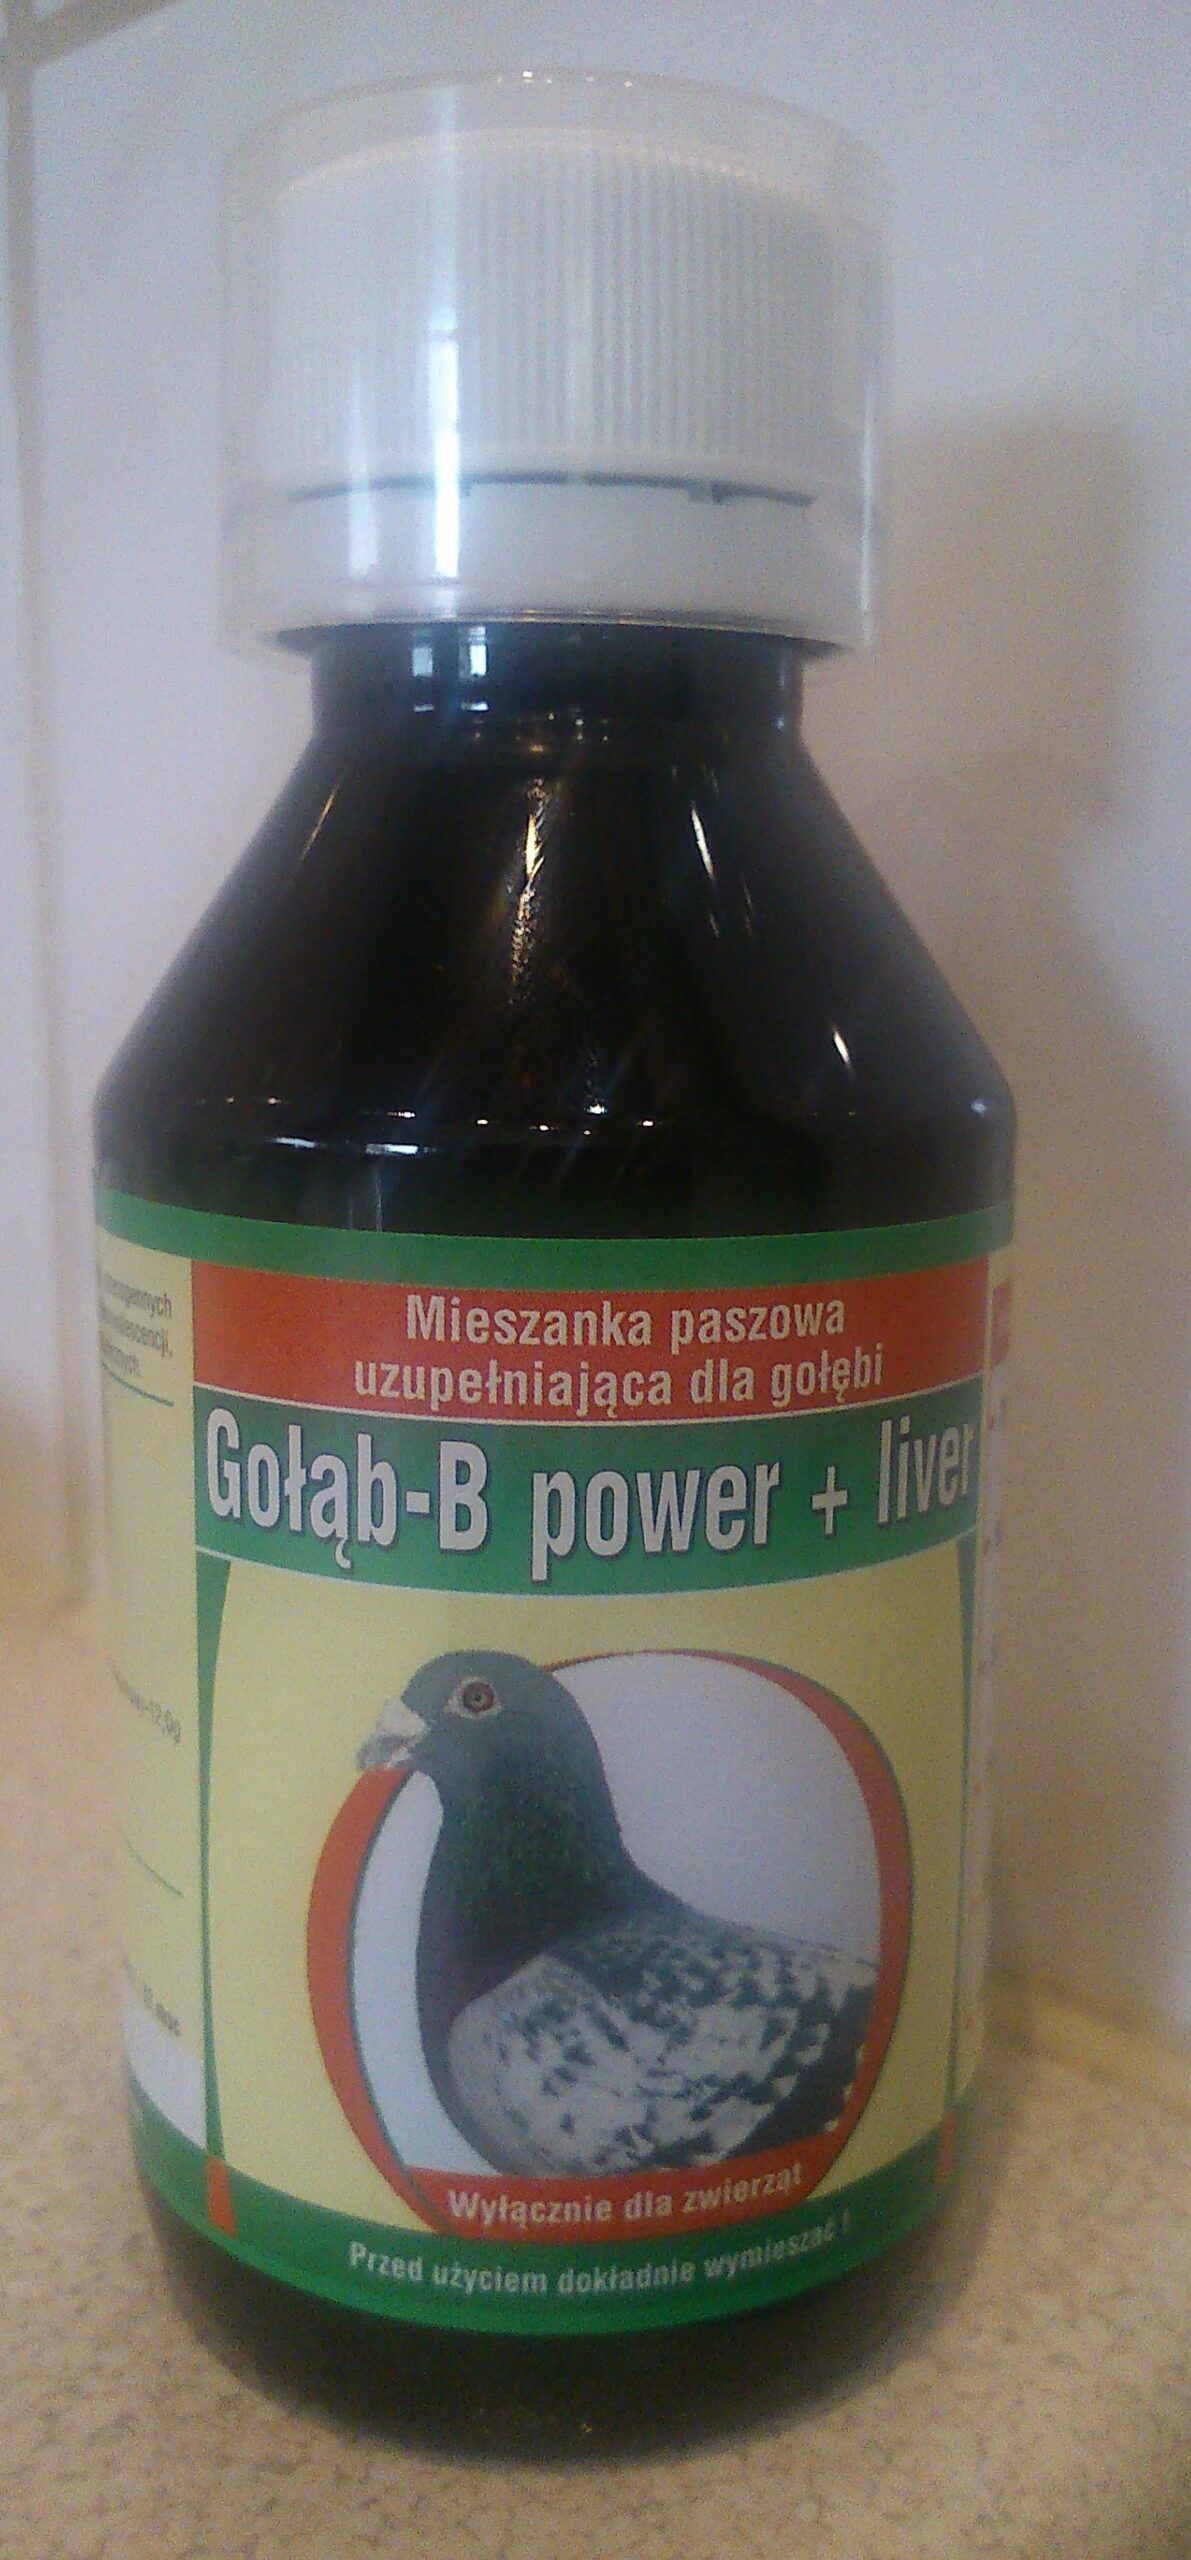 Mieszanka paszowa
uzupełniająca dla gołębi
Gołąb-B power + liver
Wyłącznie dla zwierząt
Przed użyciem dokładnie wymieszać !